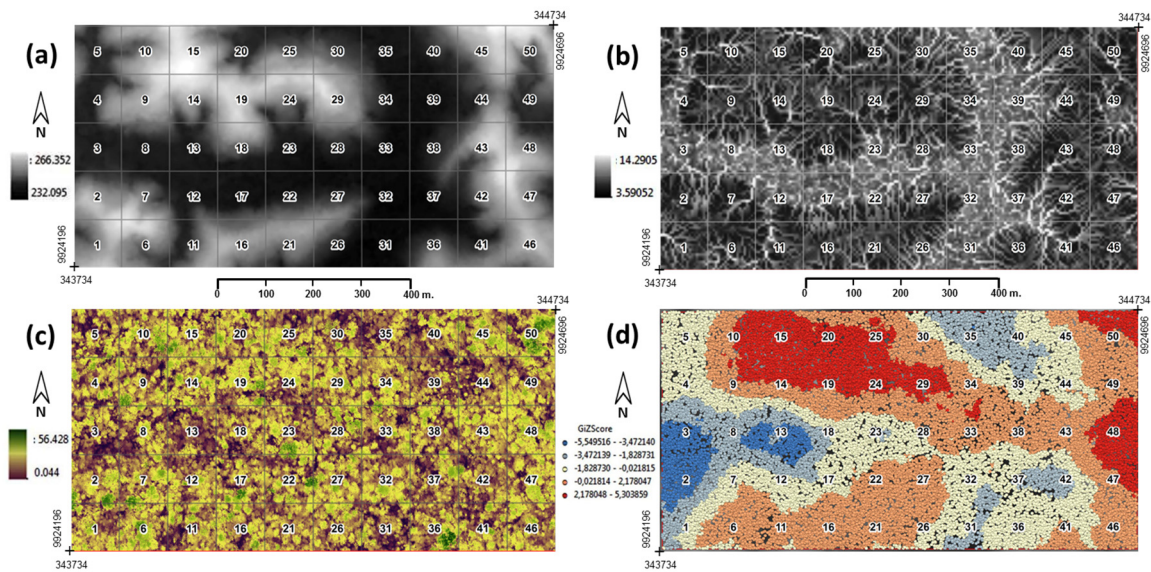 344734
(a)
5 10 15 20 25 30 35 40 45 50
4 9 14 19 24 29 34 39 44 49
3 8 13 18 23 28 33 38 43 48
2 7 12 17 22 27 32 37 42 47
1 6 11 16 21 26 31 36 41 46
9924696
N
: 266.352
232.095
9924196
343734
0 100 200 300 400 m.
344734
(b)
5 10 15 20 25 30 35 40 45 50
4 9 14 19 24 29 34 39 44 49
3 8 13 18 23 28 33 38 43 48
2 7 12 17 22 27 32 37 42 47
1 6 11 16 21 26 31 36 41 46
9924696
N
: 14.2905
3.59052
9924196
343734
0 100 200 300 400 m.
344734
(c)
5 10 15 20 25 30 35 40 45 50
4 9 14 19 24 29 34 39 44 49
3 8 13 18 23 28 33 38 43 48
2 7 12 17 22 27 32 37 42 47
1 6 11 16 21 26 31 36 41 46
9924696
N
: 56.428
0.044
9924196
343734
344734
(d)
5 10 15 20 25 30 35 40 45 50
4 9 14 19 24 29 34 39 44 49
3 8 13 18 23 28 33 38 43 48
2 7 12 17 22 27 32 37 42 47
1 6 11 16 21 26 31 36 41 46
9924696
N
GiZScore
-5,549516 - -3,472140
-3,472139 - -1,828731
-1,828730 - -0,021815
-0,021814 - 2,178047
2,178048 - 5,303859
9924196
343734